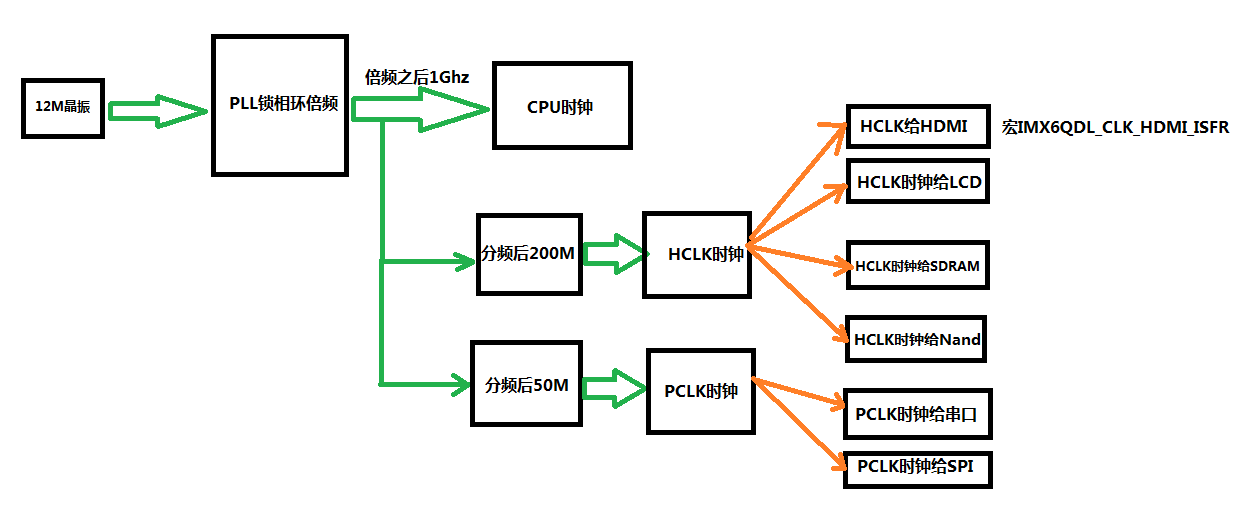 12M晶振
PLL锁相环倍频
倍频之后1Ghz
CPU时钟
HCLK给HDMI
宏IMX6QDL_CLK_HDMI_ISFR
HCLK时钟给LCD
分频后200M
HCLK时钟
HCLK时钟给SDRAM
HCLK时钟给Nand
分频后50M
PCLK时钟
PCLK时钟给串口
PCLK时钟给SPI